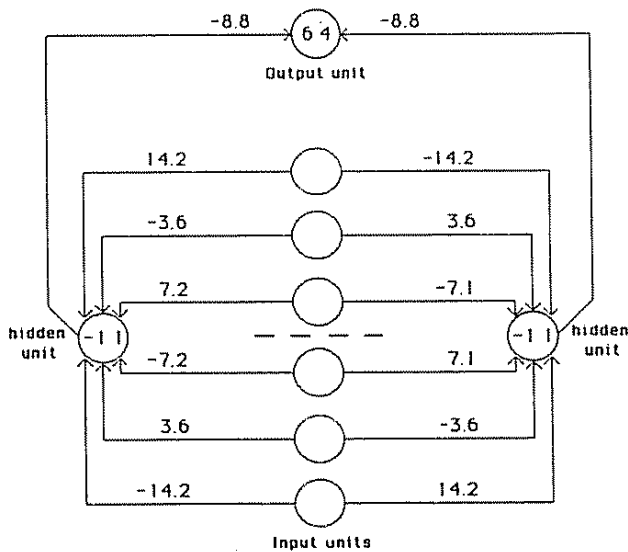 -8.8 6 4 -8.8
Output unit
14.2 -14.2
-3.6 3.6
7.2 -7.1
hidden unit -1 1 -1 1 hidden unit
-7.2 7.1
3.6 -3.6
-14.2 14.2
Input units